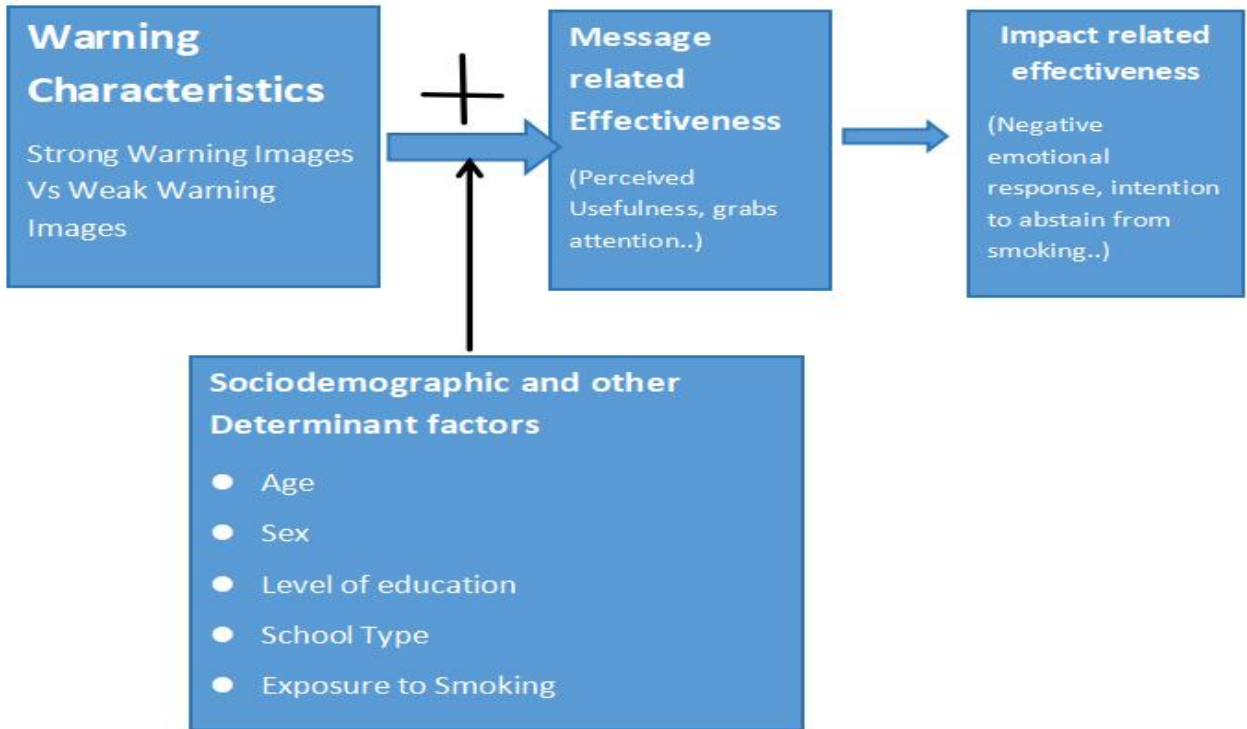 Warning
Characteristics
Strong Warning Images
Vs Weak Warning
Images
Message
related
Effectiveness
(Perceived
Usefulness, grabs
attention..)
Impact related
effectiveness
(Negative
emotional
response, intention
to abstain from
smoking..)
Sociodemographic and other
Determinant factors
● Age
● Sex
● Level of education
● School Type
● Exposure to Smoking